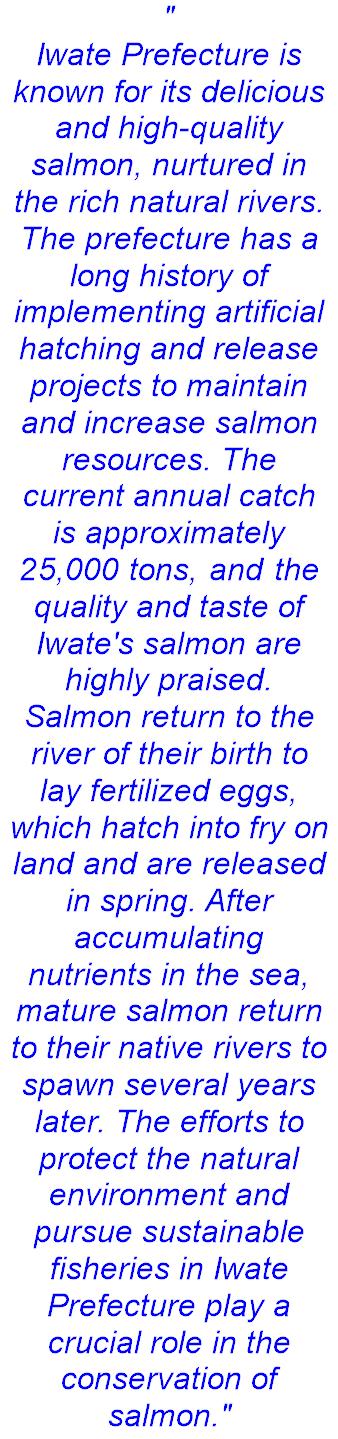 "
Iwate Prefecture is
known for its delicious
and high-quality
salmon, nurtured in
the rich natural rivers.
The prefecture has a
long history of
implementing artificial
hatching and release
projects to maintain
and increase salmon
resources. The
current annual catch
is approximately
25,000 tons, and the
quality and taste of
Iwate's salmon are
highly praised.
Salmon return to the
river of their birth to
lay fertilized eggs,
which hatch into fry on
land and are released
in spring. After
accumulating
nutrients in the sea,
mature salmon return
to their native rivers to
spawn several years
later. The efforts to
protect the natural
environment and
pursue sustainable
fisheries in Iwate
Prefecture play a
crucial role in the
conservation of
salmon."